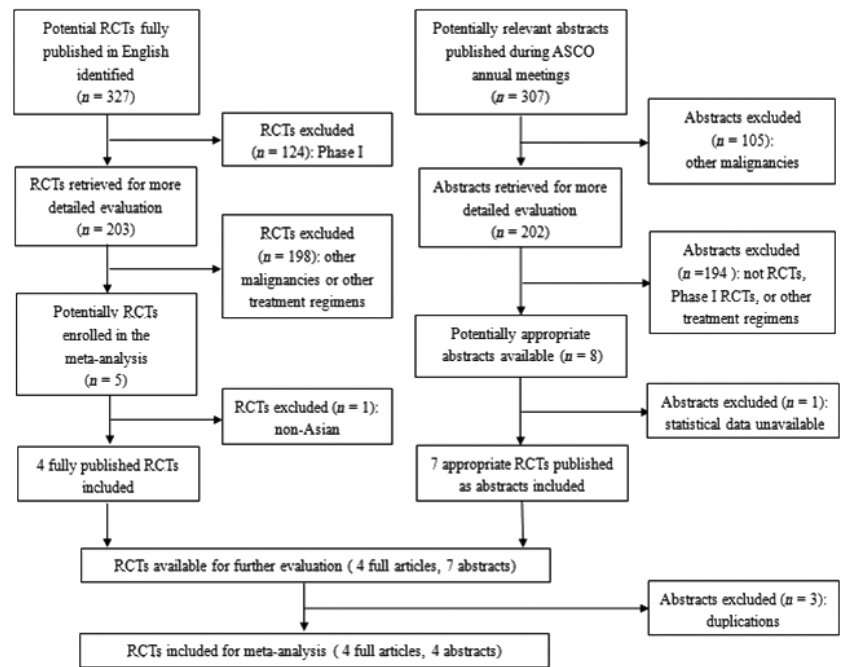 Potential RCTs fully
published in English
identified
(n = 327)
RCTs excluded
(n = 124): Phase I
RCTs retrieved for more
detailed evaluation
(n = 203)
RCTs excluded
(n = 198): other
malignancies or other
treatment regimens
Potentially RCTs
enrolled in the
meta-analysis
(n = 5)
RCTs excluded (n = 1):
non-Asian
4 fully published RCTs
included
Potentially relevant abstracts
published during ASCO
annual meetings
(n = 307)
Abstracts excluded
(n = 105):
other malignancies
Abstracts retrieved for more
detailed evaluation
(n = 202)
Abstracts excluded
(n =194 ): not RCTs,
Phase I RCTs, or other
treatment regimens
Potentially appropriate
abstracts available (n = 8)
Abstracts excluded (n = 1):
statistical data unavailable
7 appropriate RCTs published
as abstracts included
RCTs available for further evaluation ( 4 full articles, 7 abstracts)
Abstracts excluded (n = 3):
duplications
RCTs included for meta-analysis ( 4 full articles, 4 abstracts)